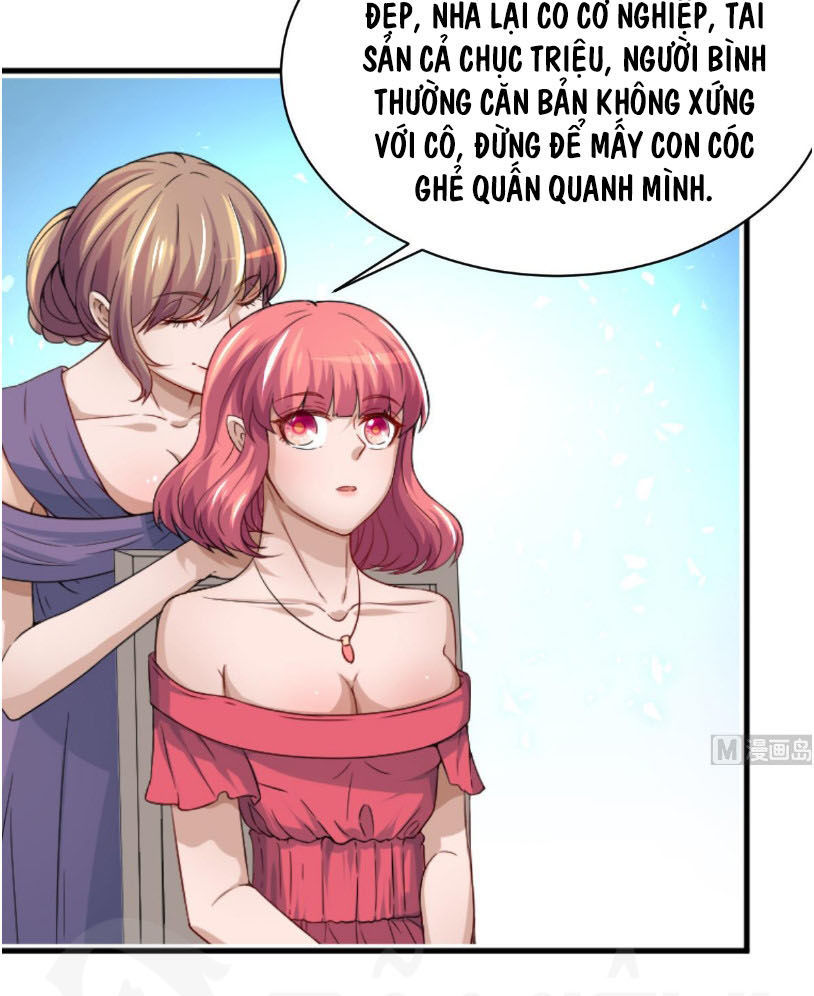 ĐẸP, NHÀ LẠI CÓ CƠ NGHIỆP, TÀI
SẢN CẢ CHỤC TRIỆU, NGƯỜI BÌNH
THƯỜNG CĂN BẢN KHÔNG XỨNG
VỚI CÔ, ĐỪNG ĐỂ MẤY CON CÓC
GHẺ QUẤN QUANH MÌNH.
M 漫画岛